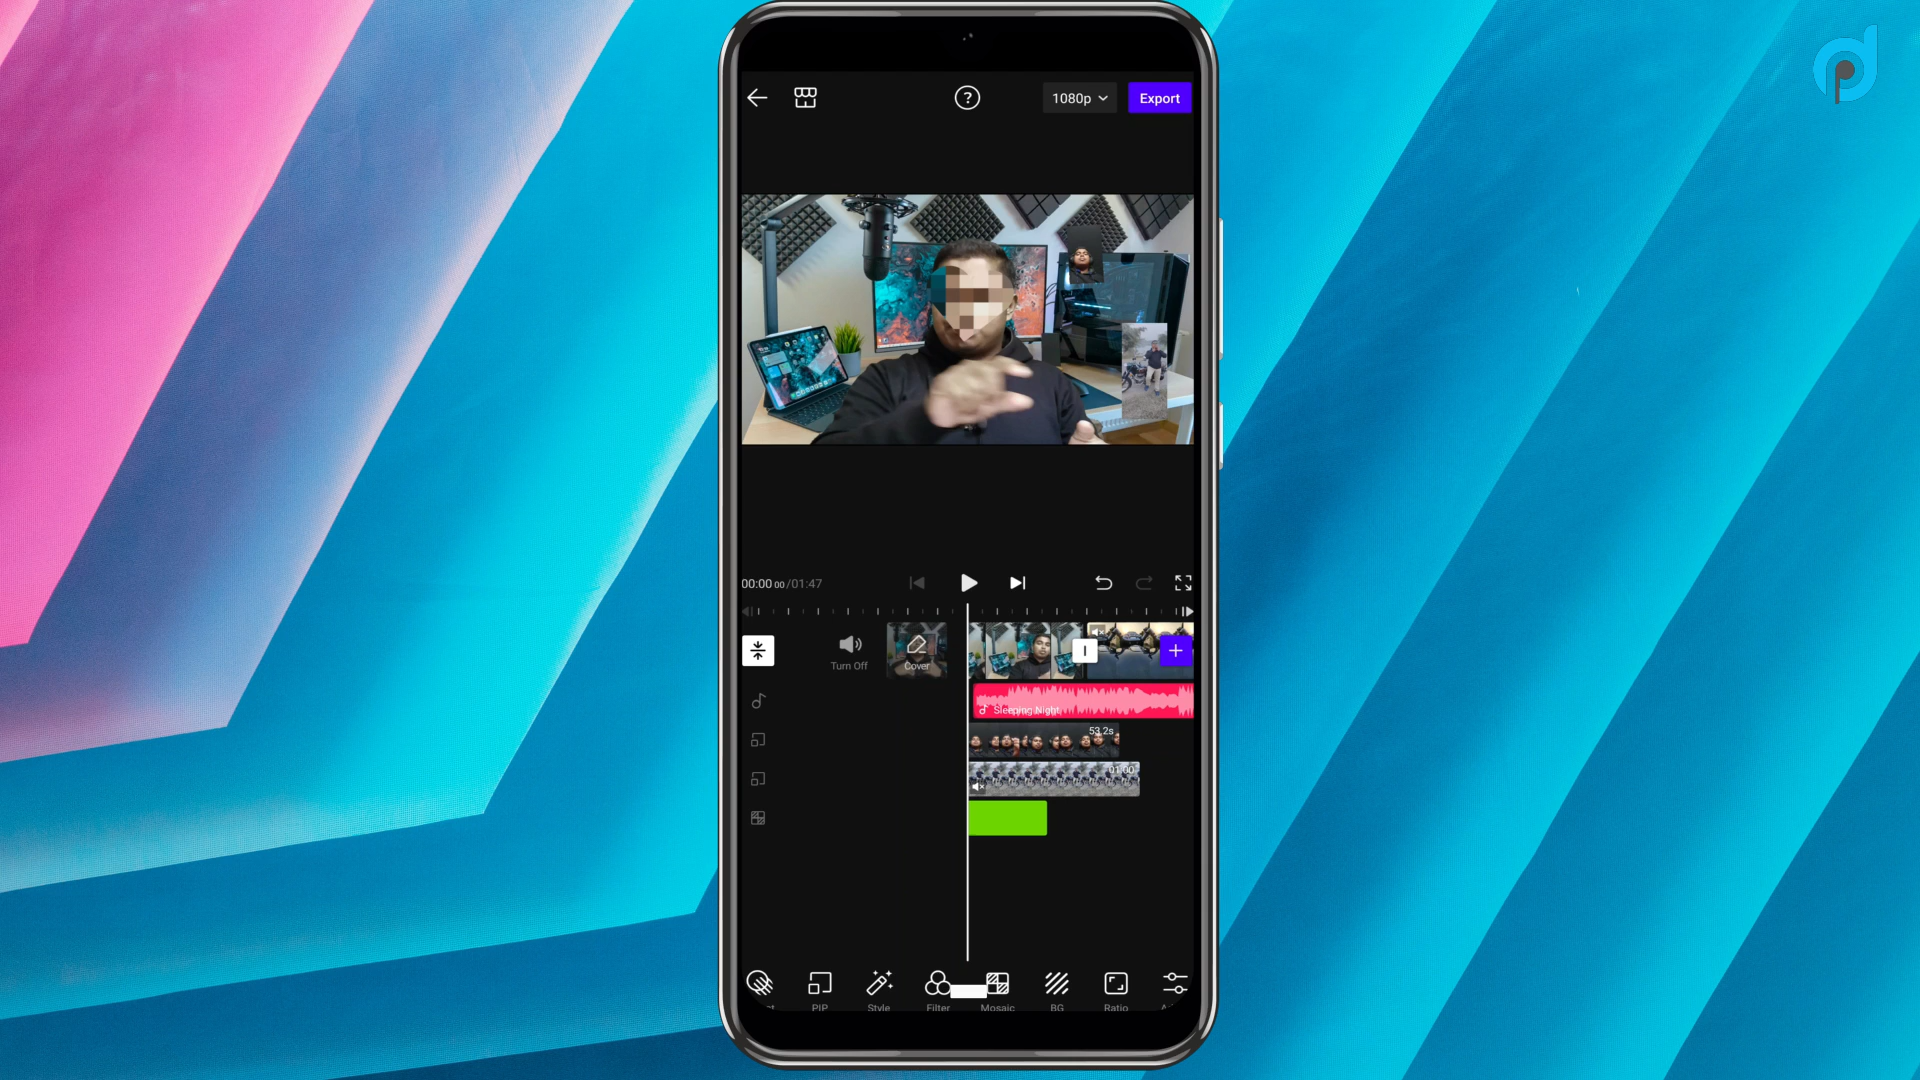 1080p
Export
00:00 00/01:47
Turn Off
Cover
Sleeping Night
53.2s
01:00
PIP
Style
Filter
Mosaic
BG
Ratio